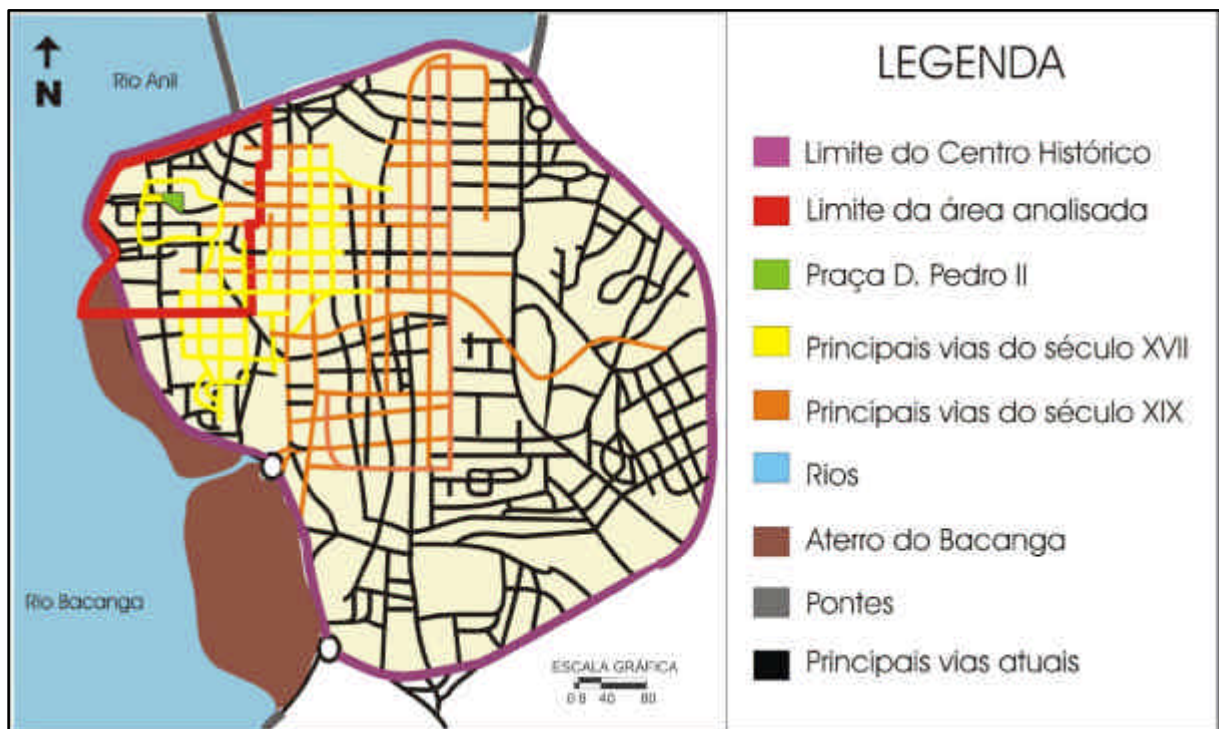 N
Rio Anil
Rio Bacanga
ESCALA GRÁFICA
40 80
LEGENDA
Limite do Centro Histórico
Limite da área analisada
Praça D. Pedro II
Principais vias do século XVII
Principais vias do século XIX
Rios
Aterro do Bacanga
Pontes
Principais vias atuais